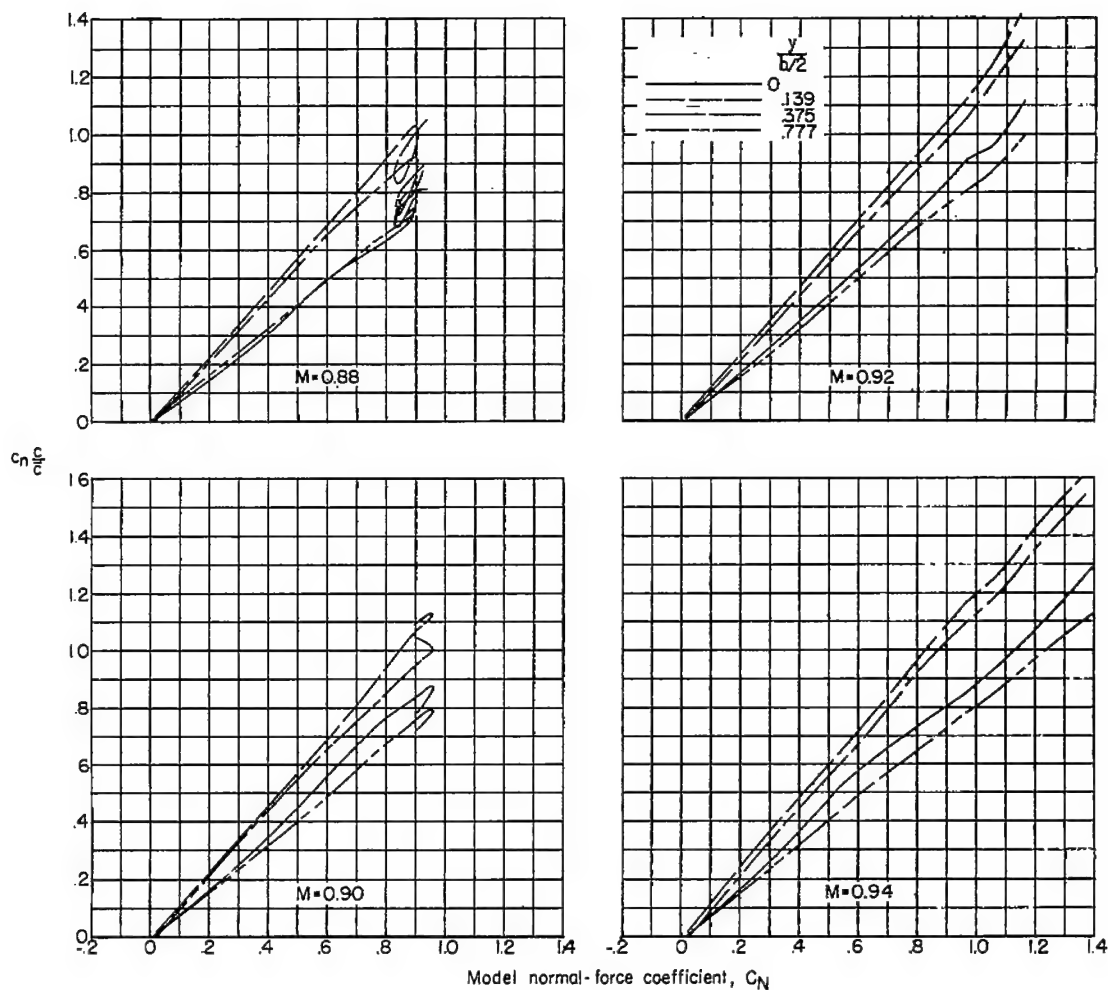 1.4
1.2
1.0
.8
.6
.4
.2
0
M=0.88
y
b/2
0
.139
.375
.777
M=0.92
cn c/c̄
1.6
1.4
1.2
1.0
.8
.6
.4
.2
0
M=0.90
M=0.94
-.2 0 .2 .4 .6 .8 1.0 1.2 1.4
-.2 0 .2 .4 .6 .8 1.0 1.2 1.4
Model normal-force coefficient, CN